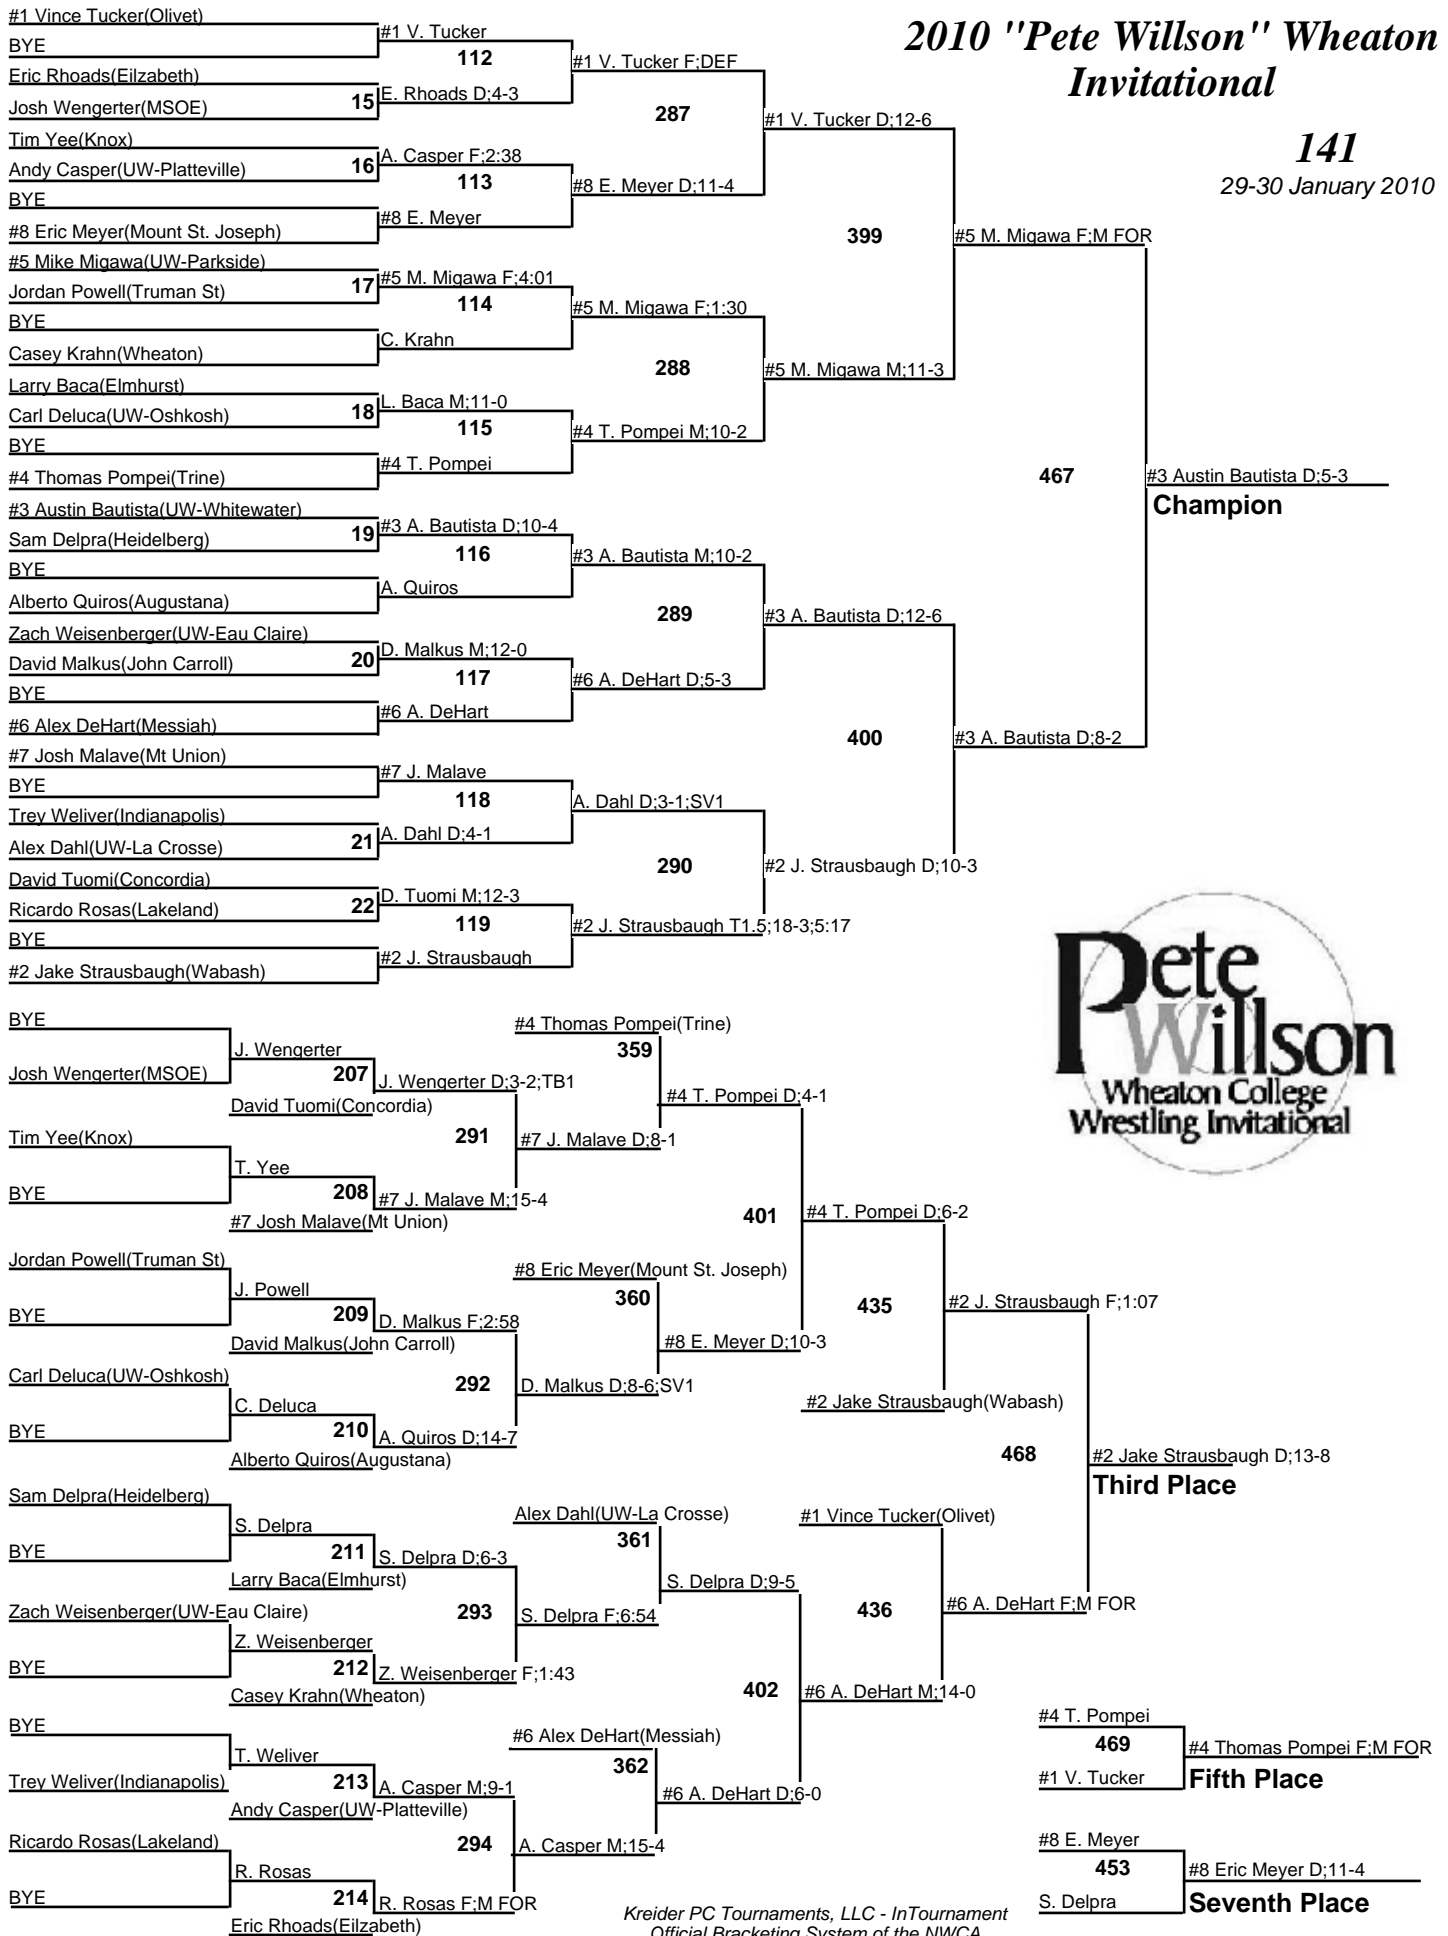 #1 Vince Tucker(Olivet)
BYE
Eric Rhoads(Eilzabeth)
Josh Wengerter(MSOE)
Tim Yee(Knox)
Andy Casper(UW-Platteville)
BYE
#8 Eric Meyer(Mount St. Joseph)
#5 Mike Migawa(UW-Parkside)
Jordan Powell(Truman St)
BYE
Casey Krahn(Wheaton)
Larry Baca(Elmhurst)
Carl Deluca(UW-Oshkosh)
BYE
#4 Thomas Pompei(Trine)
#3 Austin Bautista(UW-Whitewater)
Sam Delpra(Heidelberg)
BYE
Alberto Quiros(Augustana)
Zach Weisenberger(UW-Eau Claire)
David Malkus(John Carroll)
BYE
#6 Alex DeHart(Messiah)
#7 Josh Malave(Mt Union)
BYE
Trey Weliver(Indianapolis)
Alex Dahl(UW-La Crosse)
David Tuomi(Concordia)
Ricardo Rosas(Lakeland)
BYE
#2 Jake Strausbaugh(Wabash)
15
16
17
18
19
20
21
22
#1 V. Tucker
112
E. Rhoads D;4-3
A. Casper F;2:38
113
#8 E. Meyer
#5 M. Migawa F;4:01
114
C. Krahn
L. Baca M;11-0
115
#4 T. Pompei
#3 A. Bautista D;10-4
116
A. Quiros
D. Malkus M;12-0
117
#6 A. DeHart
#7 J. Malave
118
A. Dahl D;4-1
D. Tuomi M;12-3
119
#2 J. Strausbaugh
#1 V. Tucker F;DEF
287
#8 E. Meyer D;11-4
#5 M. Migawa F;1:30
288
#4 T. Pompei M;10-2
#3 A. Bautista M;10-2
289
#6 A. DeHart D;5-3
A. Dahl D;3-1;SV1
290
#2 J. Strausbaugh T1.5;18-3;5:17
#1 V. Tucker D;12-6
399
#5 M. Migawa M;11-3
#3 A. Bautista D;12-6
400
#2 J. Strausbaugh D;10-3
#5 M. Migawa F;M FOR
467
#3 A. Bautista D;8-2
#3 Austin Bautista D;5-3
Champion
2010 "Pete Willson" Wheaton
Invitational
141
29-30 January 2010
Pete
Willson
Wheaton College
Wrestling Invitational
BYE
Josh Wengerter(MSOE)
Tim Yee(Knox)
BYE
Jordan Powell(Truman St)
BYE
Carl Deluca(UW-Oshkosh)
BYE
Sam Delpra(Heidelberg)
BYE
Zach Weisenberger(UW-Eau Claire)
BYE
BYE
Trey Weliver(Indianapolis)
Ricardo Rosas(Lakeland)
BYE
J. Wengerter
207
David Tuomi(Concordia)
T. Yee
208
#7 Josh Malave(Mt Union)
J. Powell
209
David Malkus(John Carroll)
C. Deluca
210
Alberto Quiros(Augustana)
S. Delpra
211
Larry Baca(Elmhurst)
Z. Weisenberger
212
Casey Krahn(Wheaton)
T. Weliver
213
Andy Casper(UW-Platteville)
R. Rosas
214
Eric Rhoads(Eilzabeth)
J. Wengerter D;3-2;TB1
291
#7 J. Malave M;15-4
D. Malkus F;2:58
292
A. Quiros D;14-7
S. Delpra D;6-3
293
Z. Weisenberger F;1:43
A. Casper M;9-1
294
R. Rosas F;M FOR
#4 Thomas Pompei(Trine)
359
#7 J. Malave D;8-1
#8 Eric Meyer(Mount St. Joseph)
360
D. Malkus D;8-6;SV1
Alex Dahl(UW-La Crosse)
361
S. Delpra F;6:54
#6 Alex DeHart(Messiah)
362
A. Casper M;15-4
#4 T. Pompei D;4-1
401
#8 E. Meyer D;10-3
S. Delpra D;9-5
402
#6 A. DeHart D;6-0
#4 T. Pompei D;6-2
435
#2 Jake Strausbaugh(Wabash)
#1 Vince Tucker(Olivet)
436
#6 A. DeHart M;14-0
#2 J. Strausbaugh F;1:07
468
#6 A. DeHart F;M FOR
#2 Jake Strausbaugh D;13-8
Third Place
#4 T. Pompei
469
#1 V. Tucker
#4 Thomas Pompei F;M FOR
Fifth Place
#8 E. Meyer
453
S. Delpra
#8 Eric Meyer D;11-4
Seventh Place
Kreider PC Tournaments, LLC - InTournament
Official Bracketing System of the NWCA